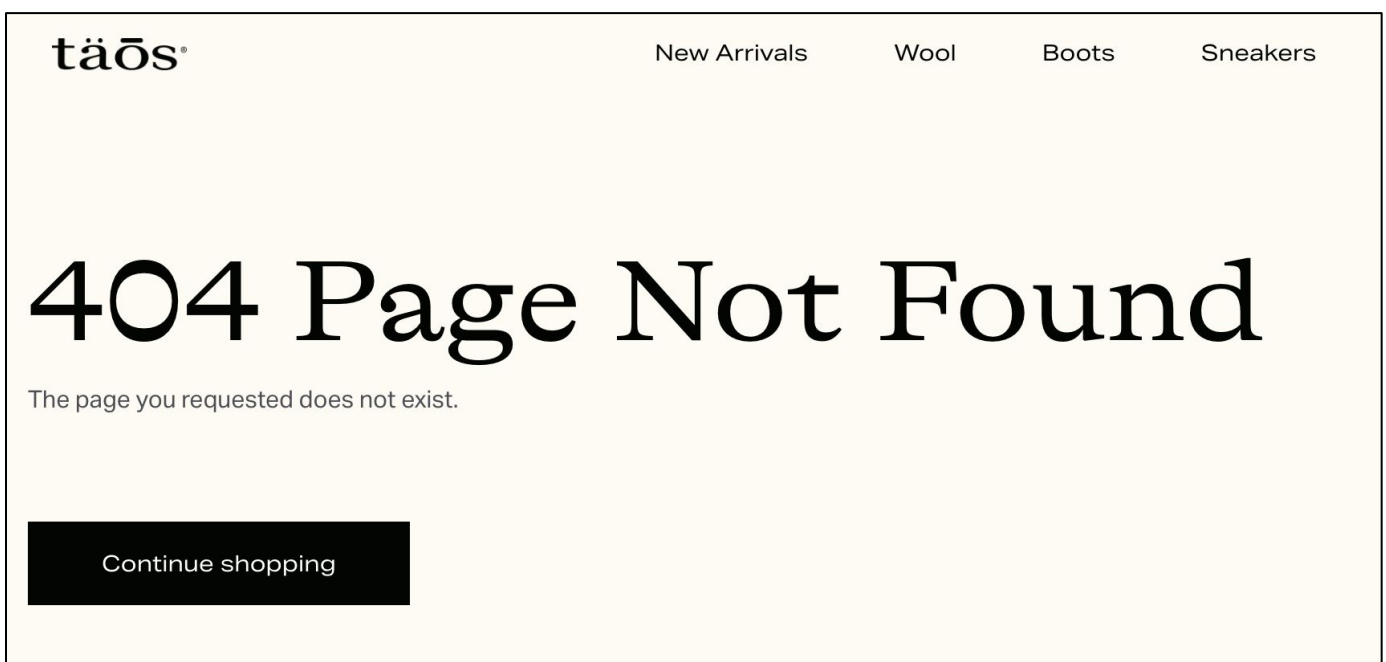 täōs® New Arrivals Wool Boots Sneakers
404 Page Not Found
The page you requested does not exist.
Continue shopping